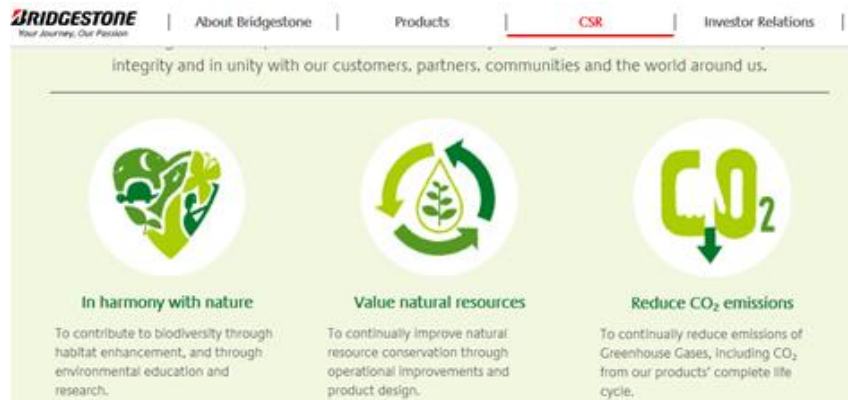 BRIDGESTONE
Your Journey, Our Passion
About Bridgestone
Products
CSR
Investor Relations
integrity and in unity with our customers, partners, communities and the world around us.
CO2
In harmony with nature
To contribute to biodiversity through
habitat enhancement, and through
environmental education and
research.
Value natural resources
To continually improve natural
resource conservation through
operational improvements and
product design.
Reduce CO₂ emissions
To continually reduce emissions of
Greenhouse Gases, including CO₂
from our products' complete life
cycle.